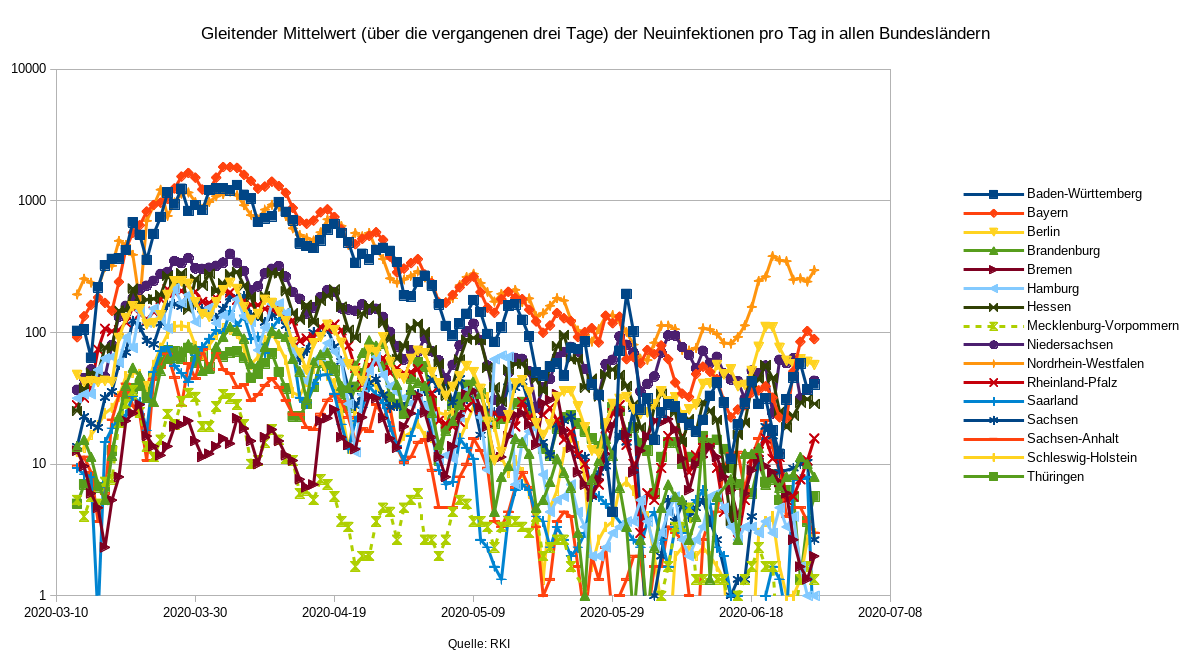 Gleitender Mittelwert (über die vergangenen drei Tage) der Neuinfektionen pro Tag in allen Bundesländern
10000
1000
100
10
1
2020-03-10
2020-03-30
2020-04-19
2020-05-09
2020-05-29
2020-06-18
2020-07-08
Quelle: RKI
Baden-Württemberg
Bayern
Berlin
Brandenburg
Bremen
Hamburg
Hessen
Mecklenburg-Vorpommern
Niedersachsen
Nordrhein-Westfalen
Rheinland-Pfalz
Saarland
Sachsen
Sachsen-Anhalt
Schleswig-Holstein
Thüringen